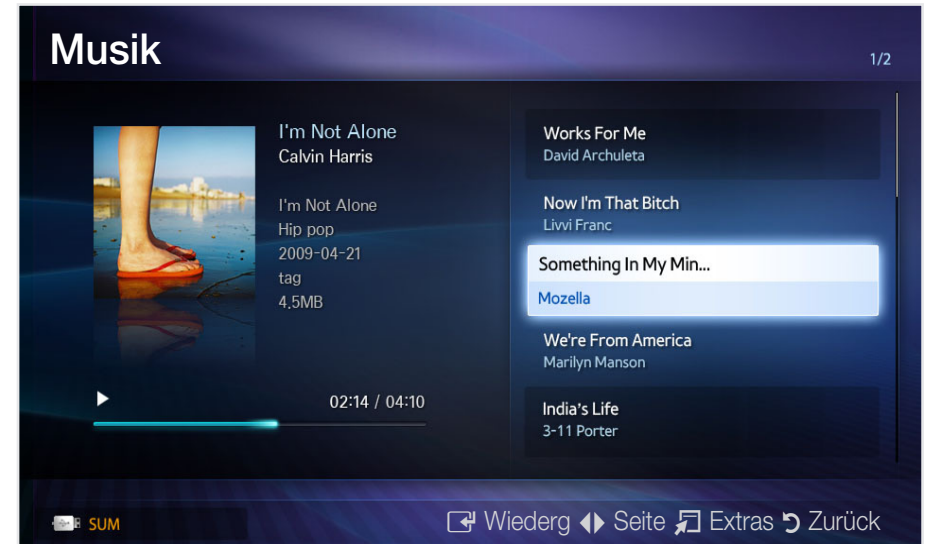 Musik
1/2
I'm Not Alone
Calvin Harris
I'm Not Alone
Hip pop
2009-04-21
tag
4.5MB
02:14 / 04:10
Works For Me
David Archuleta
Now I'm That Bitch
Livvi Franc
Something In My Min...
Mozella
We're From America
Marilyn Manson
India's Life
3-11 Porter
SUM
Wiederg Seite Extras Zurück